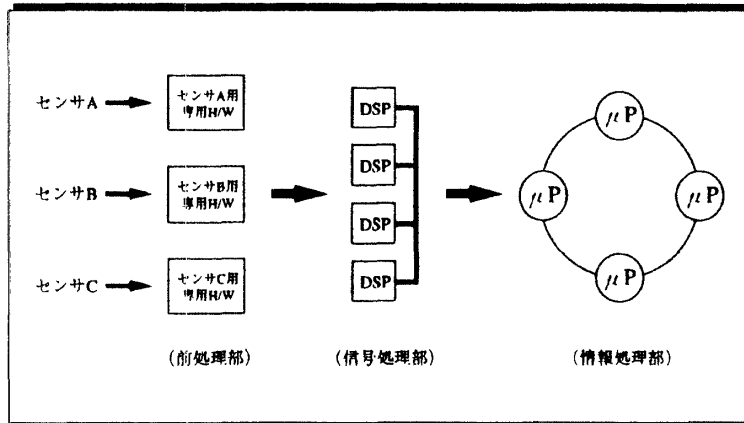 センサA
センサA用
専用H/W
センサB
センサB用
専用H/W
センサC
センサC用
専用H/W
(前処理部)
DSP
DSP
DSP
DSP
(信号処理部)
μP
μP
μP
μP
(情報処理部)